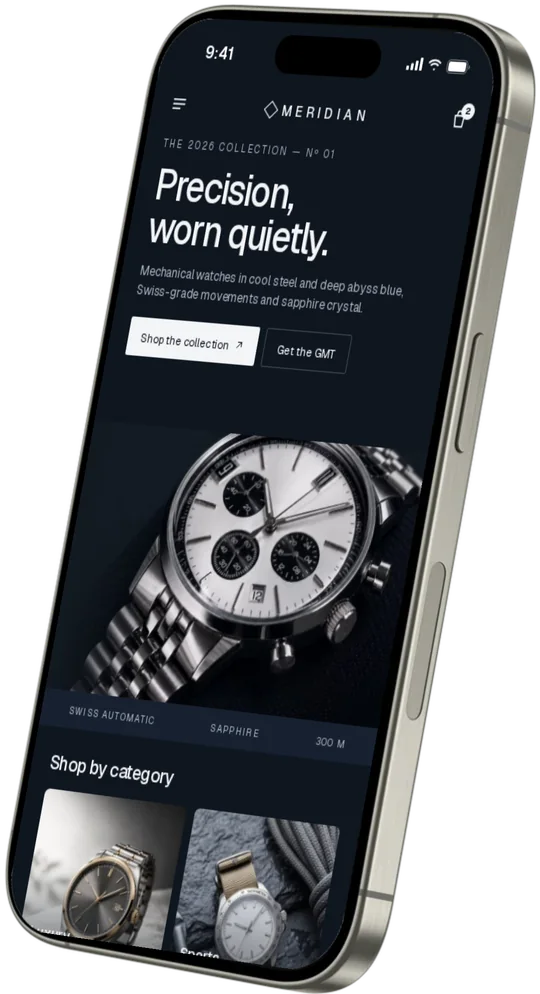 9:41
MERIDIAN
2
THE 2026 COLLECTION — Nº 01
Precision,
worn quietly.
Mechanical watches in cool steel and deep abyss blue,
Swiss-grade movements and sapphire crystal.
Shop the collection ↗
Get the GMT
12
SWISS AUTOMATIC
SAPPHIRE
300 M
Shop by category